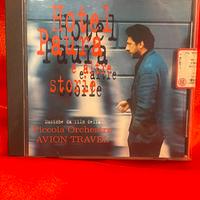 Hotel
Paura
e altre
storie
Musiche da film della
Piccola Orchestra
AVION TRAVEL